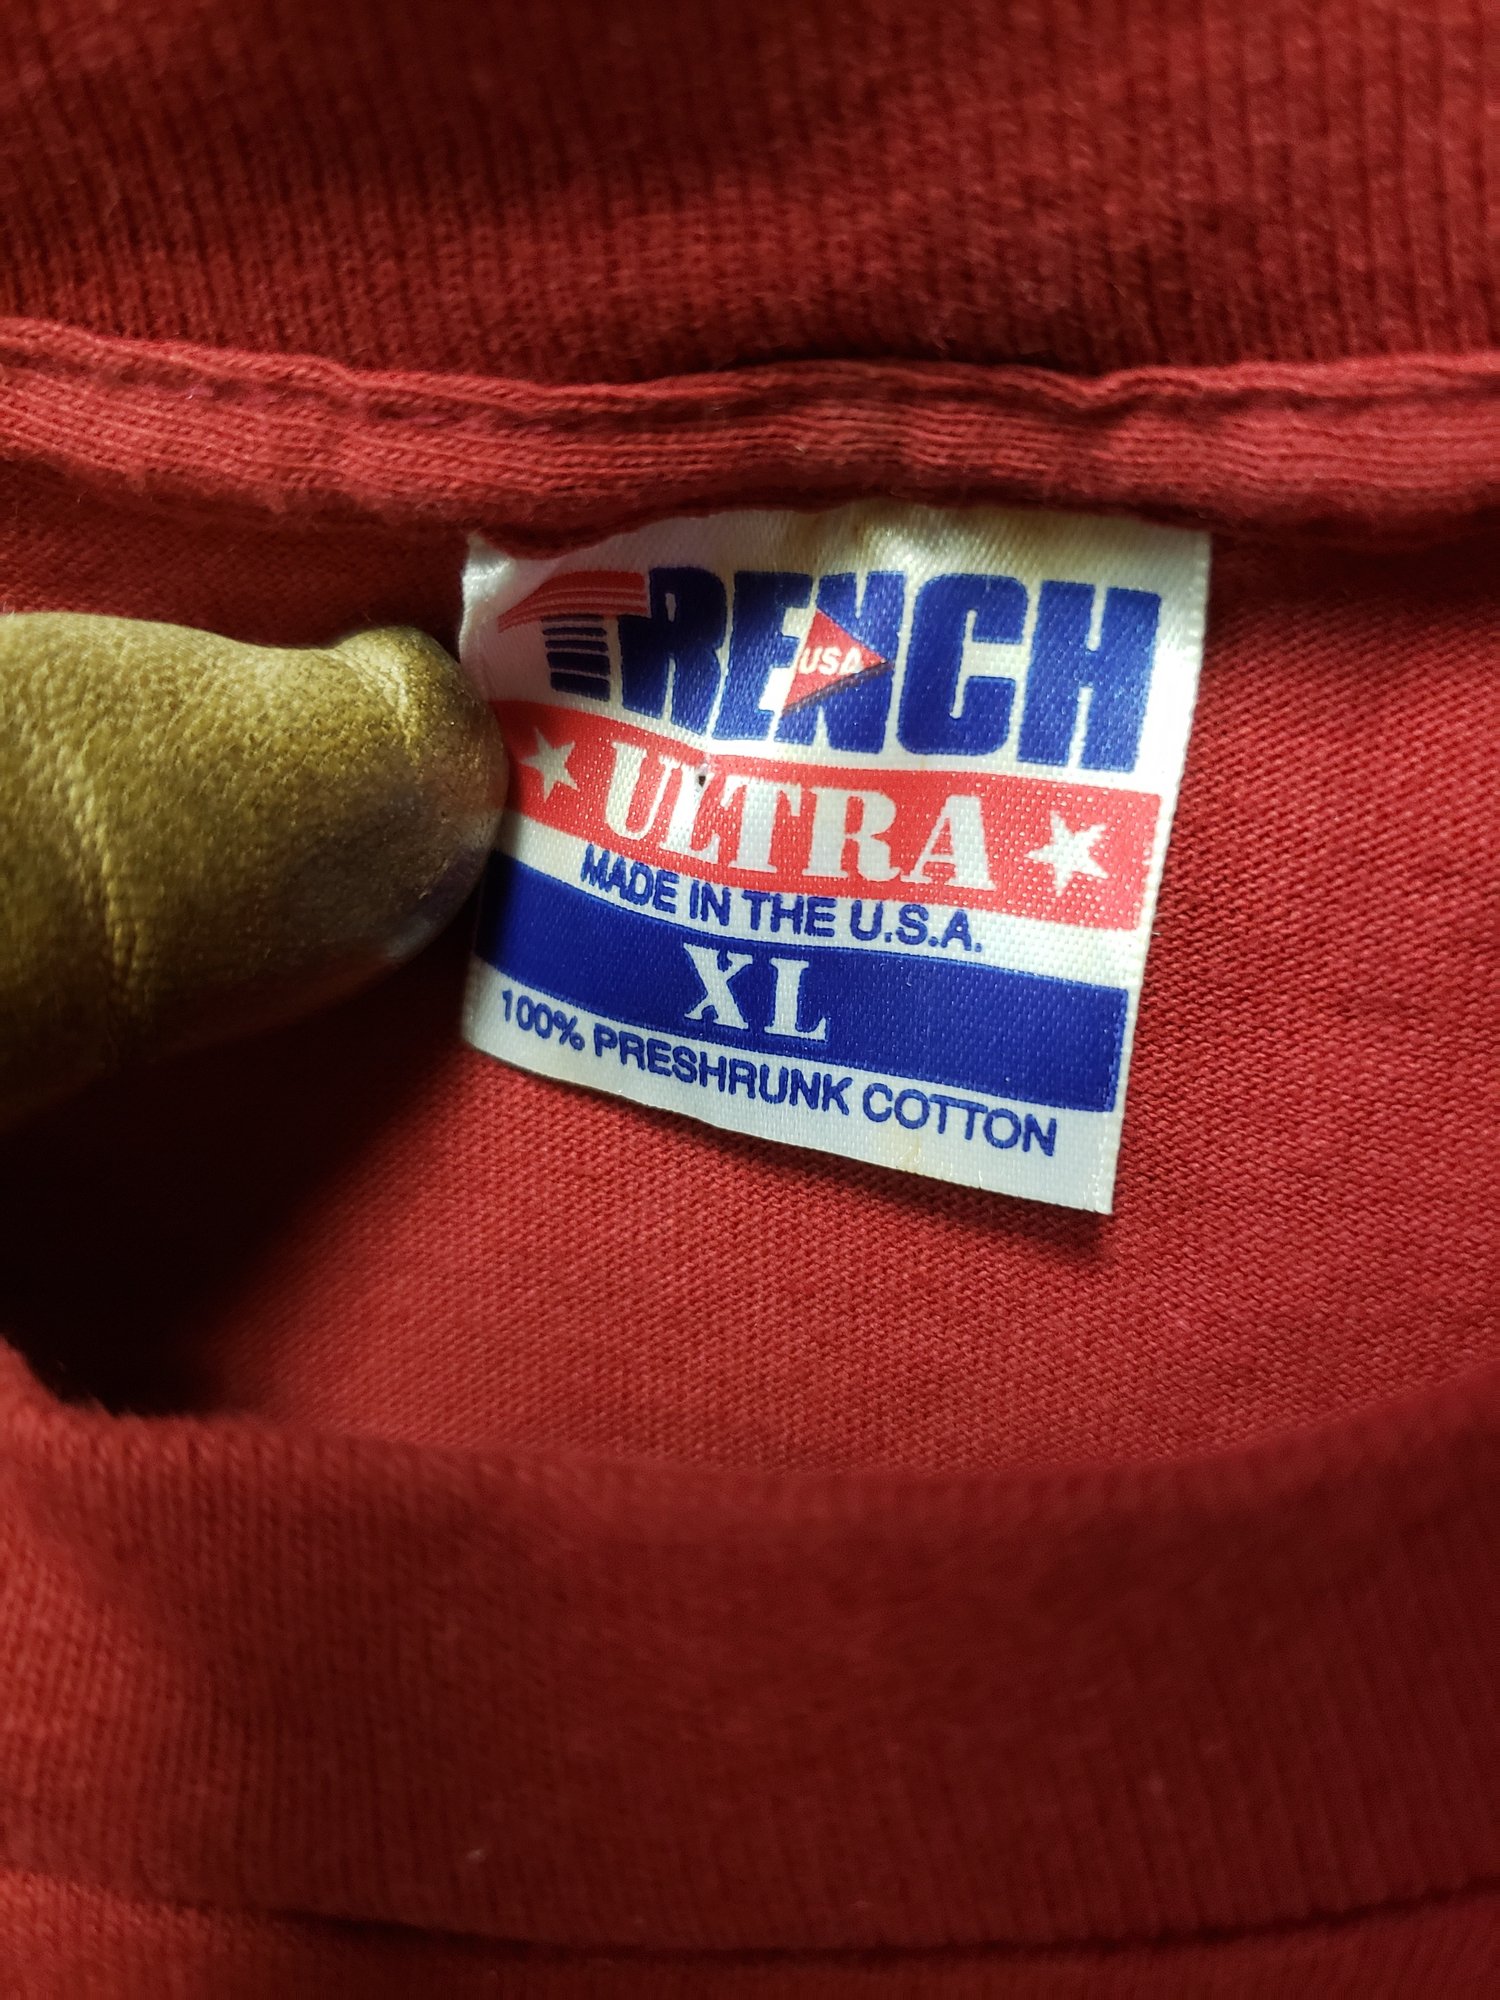 TRENCH
USA
ULTRA
MADE IN THE U.S.A.
XL
100% PRESHRUNK COTTON